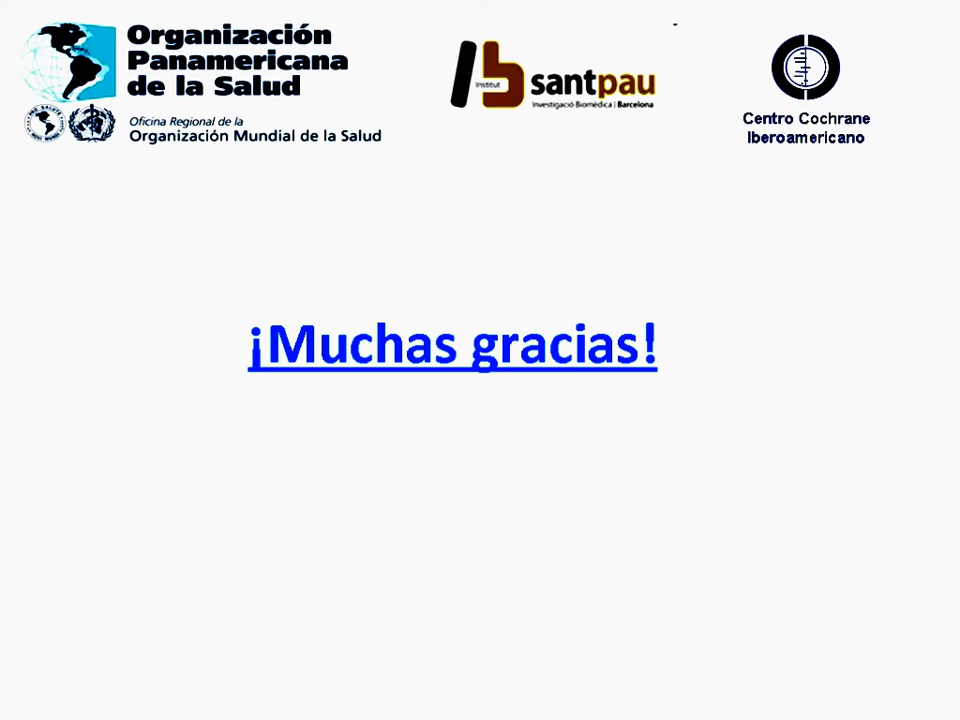 Organización
Panamericana
de la Salud
Oficina Regional de la
Organización Mundial de la Salud
Institut
santpau
Investigació Biomèdica | Barcelona
Centro Cochrane
Iberoamericano
¡Muchas gracias!